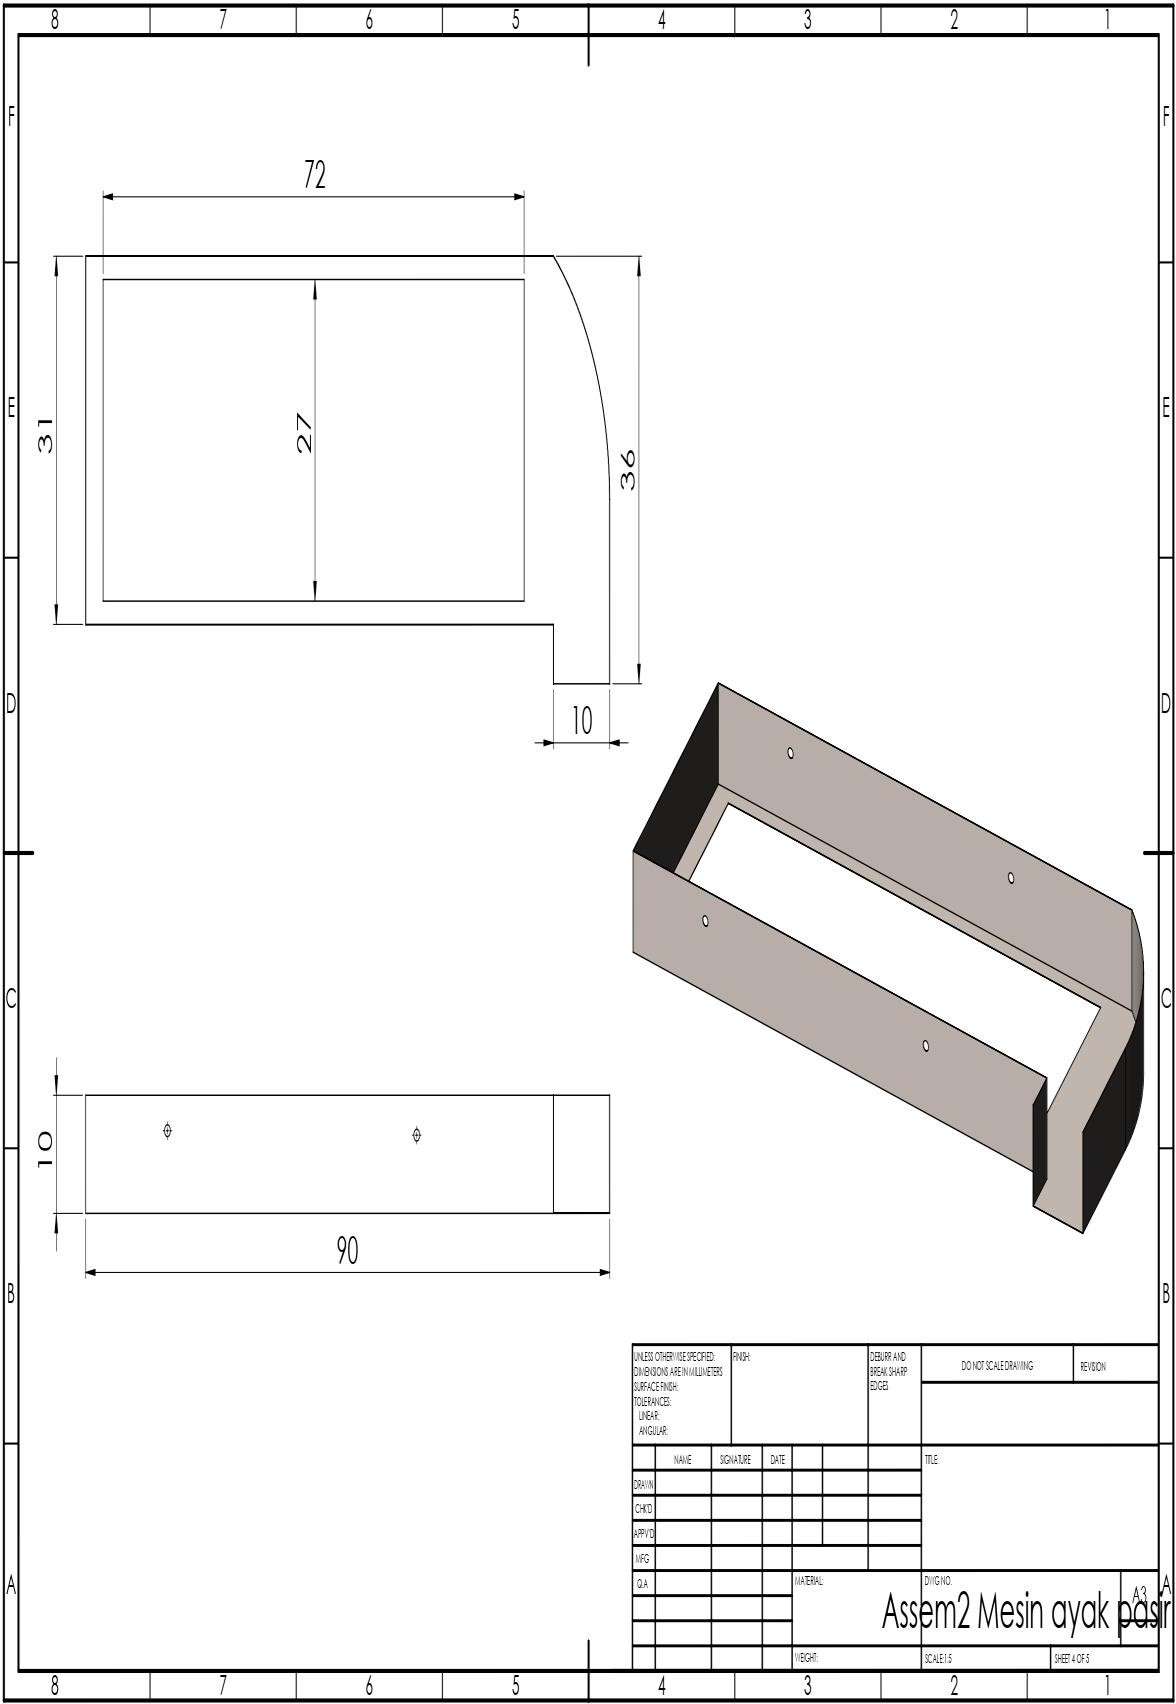 8 7 6 5 4 3 2 1
F F
72
31
27
36
E E
10
D D
C C
10
90
B B
UNLESS OTHERWISE SPECIFIED:
DIMENSIONS ARE IN MILLIMETERS
SURFACE FINISH:
TOLERANCES:
LINEAR:
ANGULAR:
FINISH:
DEBURR AND
BREAK SHARP
EDGES
DO NOT SCALE DRAWING
REVISION
NAME SIGNATURE DATE
TITLE:
DRAWN
CHK'D
APPV'D
MFG
Q.A
MATERIAL:
DWG NO.
A A
Assem2 Mesin ayak pasir
A3
WEIGHT:
SCALE:1:5
SHEET 4 OF 5
8 7 6 5 4 3 2 1